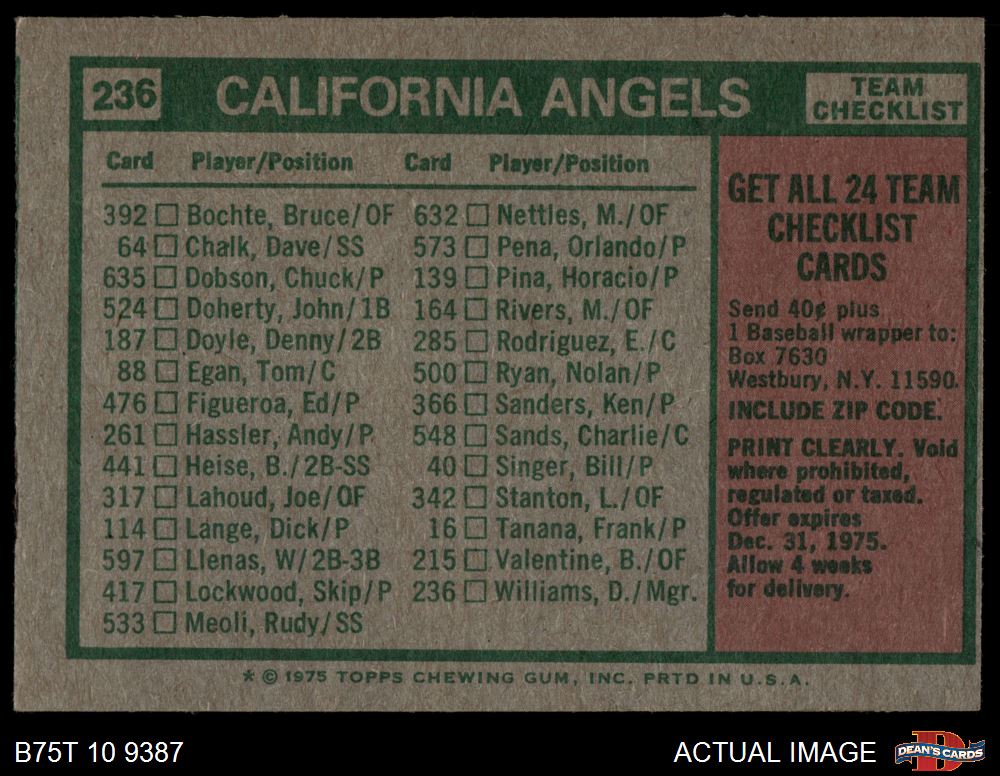 236 CALIFORNIA ANGELS TEAM CHECKLIST
Card Player/Position Card Player/Position
392 Bochte, Bruce/OF 632 Nettles, M./OF
64 Chalk, Dave/SS 573 Pena, Orlando/P
635 Dobson, Chuck/P 139 Pina, Horacio/P
524 Doherty, John/1B 164 Rivers, M./OF
187 Doyle, Denny/2B 285 Rodriguez, E./C
88 Egan, Tom/C 500 Ryan, Nolan/P
476 Figueroa, Ed/P 366 Sanders, Ken/P
261 Hassler, Andy/P 548 Sands, Charlie/C
441 Heise, B./2B-SS 40 Singer, Bill/P
317 Lahoud, Joe/OF 342 Stanton, L./OF
114 Lange, Dick/P 16 Tanana, Frank/P
597 Llenas, W/2B-3B 215 Valentine, B./OF
417 Lockwood, Skip/P 236 Williams, D./Mgr.
533 Meoli, Rudy/SS
GET ALL 24 TEAM
CHECKLIST
CARDS
Send 40¢ plus
1 Baseball wrapper to:
Box 7630
Westbury, N.Y. 11590.
INCLUDE ZIP CODE.
PRINT CLEARLY. Void
where prohibited,
regulated or taxed.
Offer expires
Dec. 31, 1975.
Allow 4 weeks
for delivery.
* © 1975 TOPPS CHEWING GUM, INC. PRTD IN U.S.A.
B75T 10 9387 ACTUAL IMAGE DEAN'S CARDS